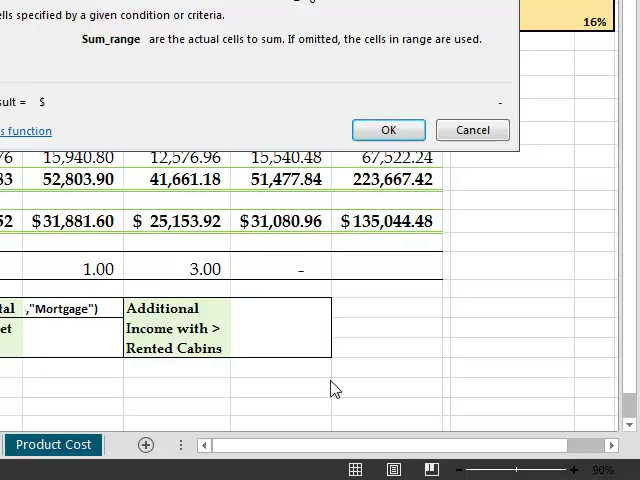 16%
ells specified by a given condition or criteria.
Sum_range are the actual cells to sum. If omitted, the cells in range are used.
sult = $ -
s function
OK Cancel
76 15,940.80 12,576.96 15,540.48 67,522.24
83 52,803.90 41,661.18 51,477.84 223,667.42
52 $31,881.60 $ 25,153.92 $31,080.96 $135,044.48
1.00 3.00 -
tal ,"Mortgage") Additional
et Income with >
Rented Cabins
Product Cost
90%